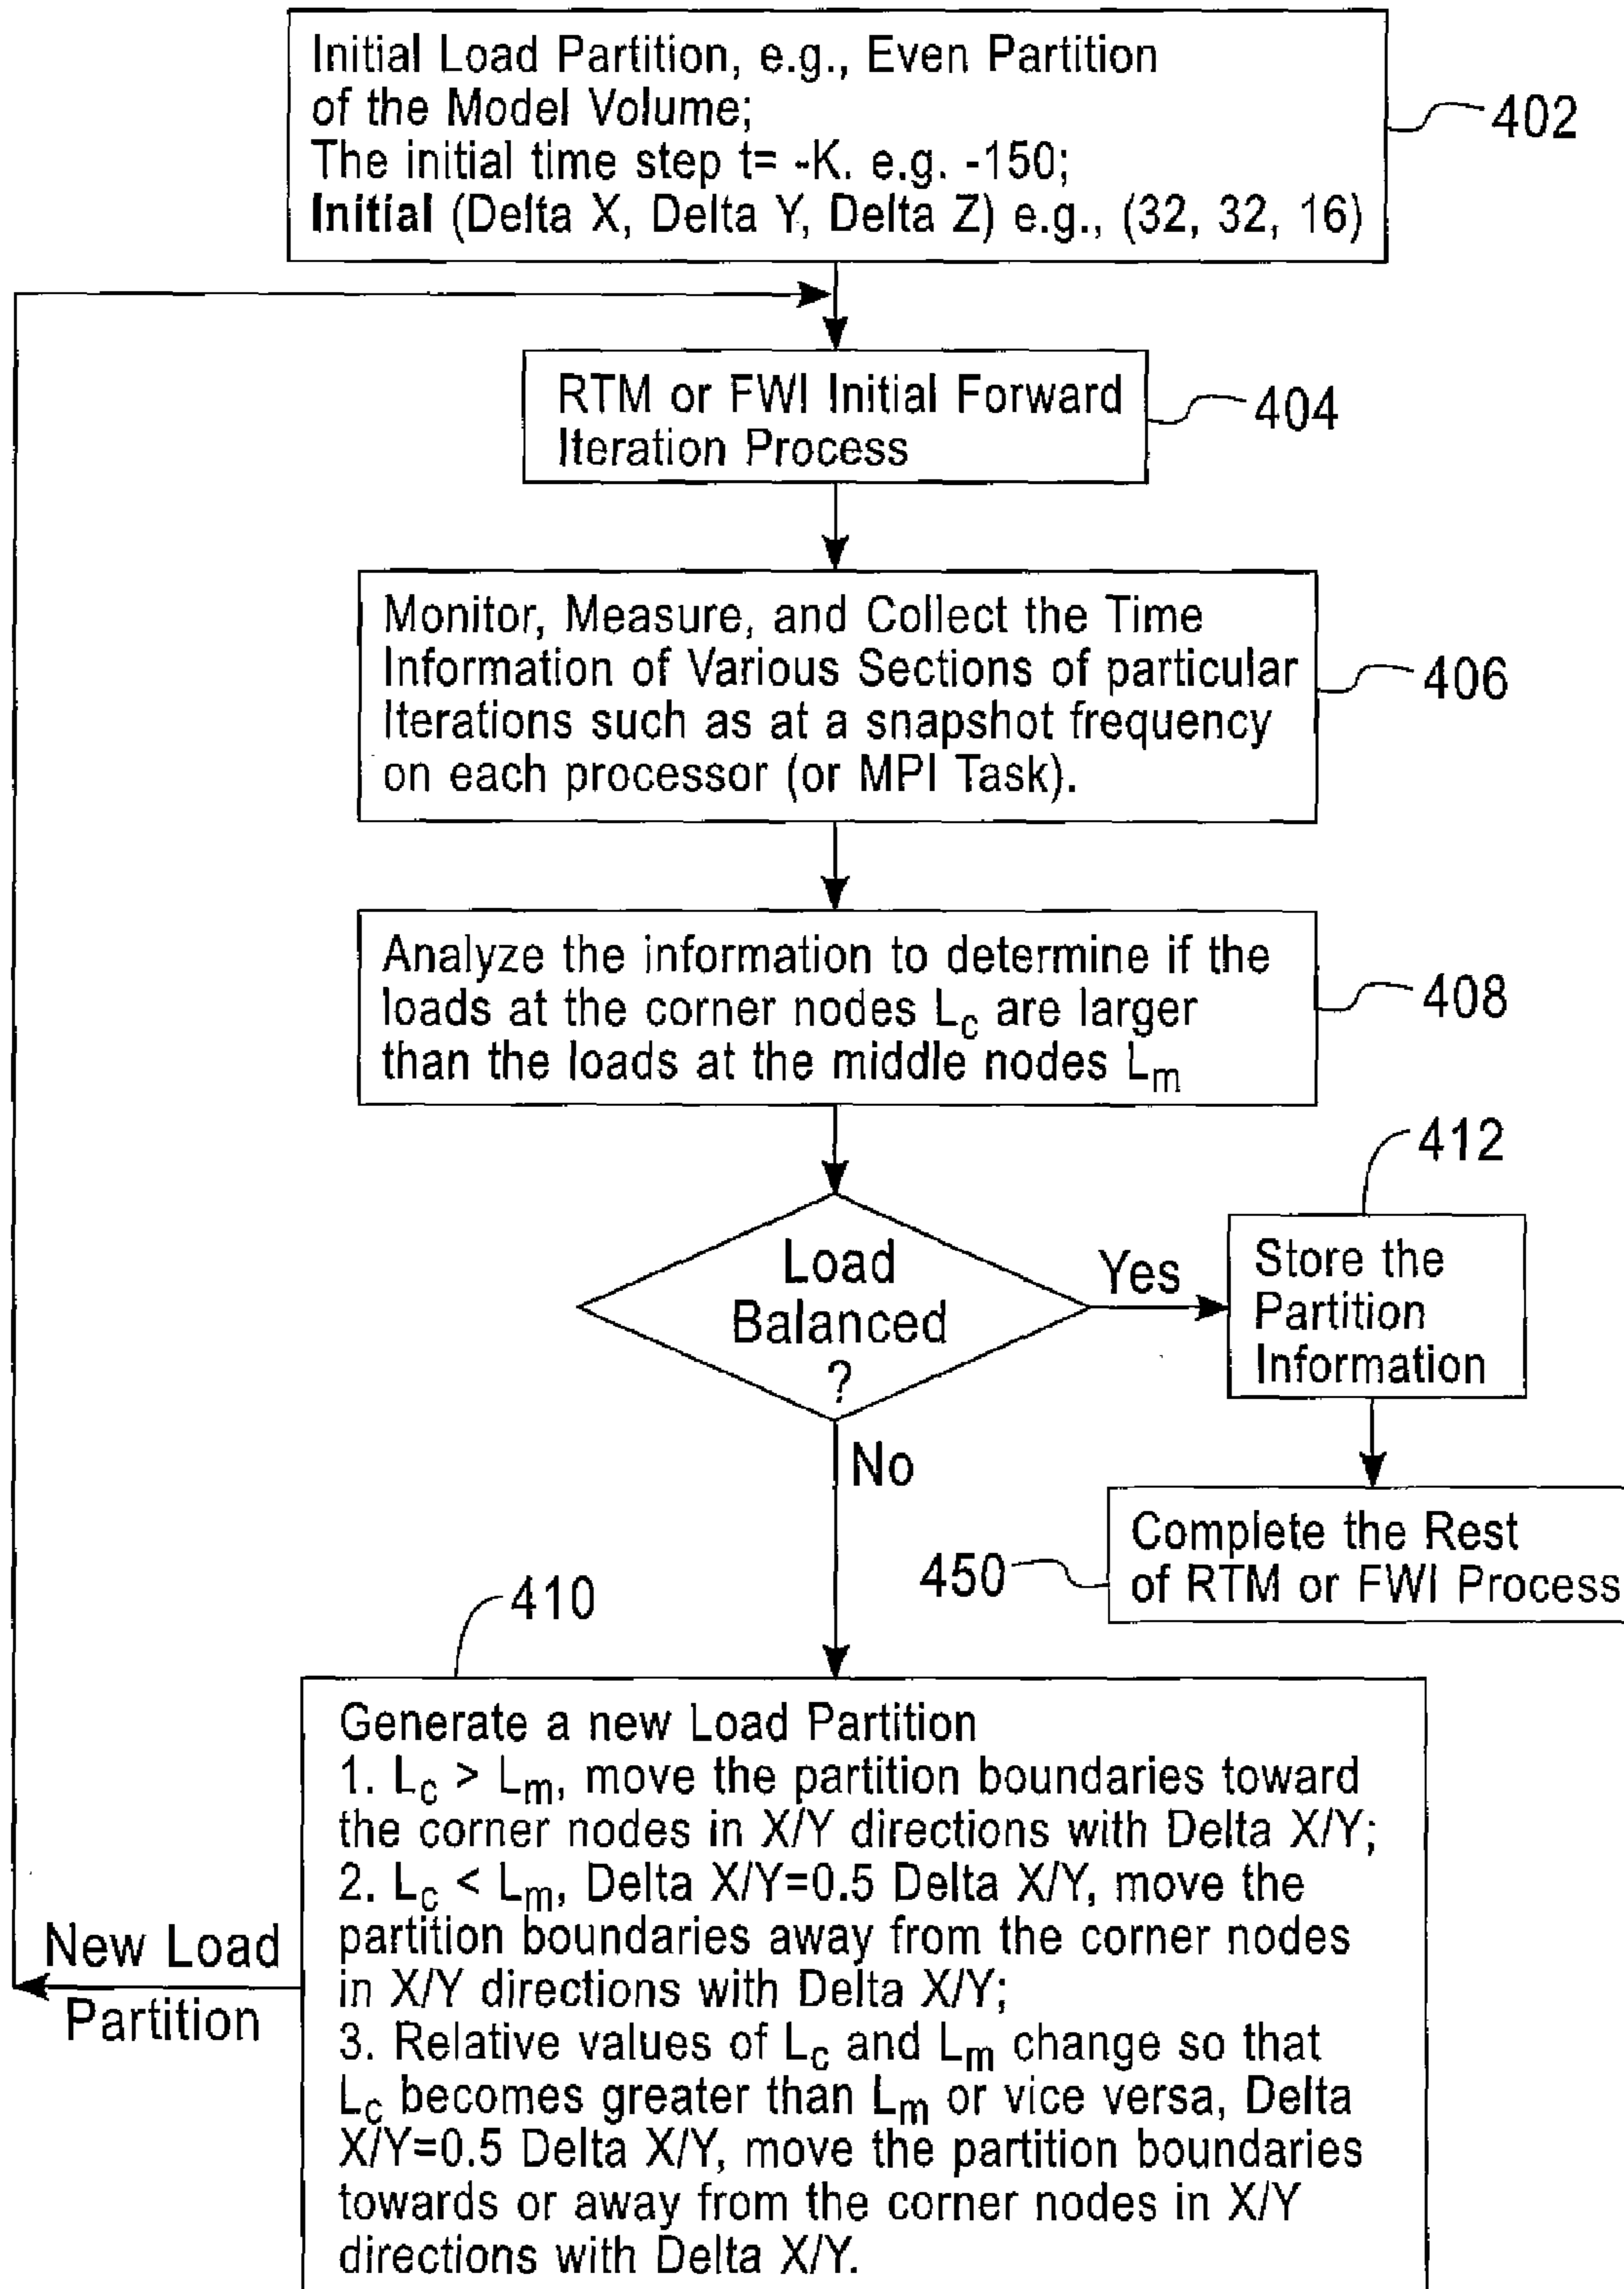 Initial Load Partition, e.g., Even Partition
of the Model Volume;
The initial time step t= -K. e.g. -150;
Initial (Delta X, Delta Y, Delta Z) e.g., (32, 32, 16)
402
RTM or FWI Initial Forward
Iteration Process
404
Monitor, Measure, and Collect the Time
Information of Various Sections of particular
Iterations such as at a snapshot frequency
on each processor (or MPI Task).
406
Analyze the information to determine if the
loads at the corner nodes Lc are larger
than the loads at the middle nodes Lm
408
Load
Balanced
?
Yes
412
Store the
Partition
Information
No
450
Complete the Rest
of RTM or FWI Process
410
Generate a new Load Partition
1. Lc > Lm, move the partition boundaries toward
the corner nodes in X/Y directions with Delta X/Y;
2. Lc < Lm, Delta X/Y=0.5 Delta X/Y, move the
partition boundaries away from the corner nodes
in X/Y directions with Delta X/Y;
3. Relative values of Lc and Lm change so that
Lc becomes greater than Lm or vice versa, Delta
X/Y=0.5 Delta X/Y, move the partition boundaries
towards or away from the corner nodes in X/Y
directions with Delta X/Y.
New Load
Partition